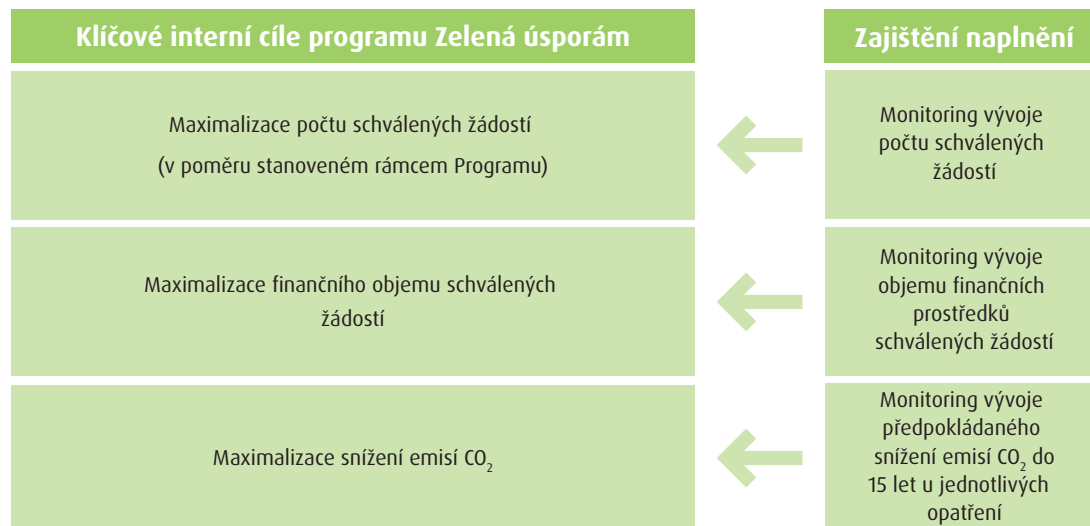 Klíčové interní cíle programu Zelená úsporám
Zajištění naplnění
Maximalizace počtu schválených žádostí
(v poměru stanoveném rámcem Programu)
Monitoring vývoje
počtu schválených
žádostí
Maximalizace finančního objemu schválených
žádostí
Monitoring vývoje
objemu finančních
prostředků
schválených žádostí
Maximalizace snížení emisí CO₂
Monitoring vývoje
předpokládaného
snížení emisí CO₂ do
15 let u jednotlivých
opatření